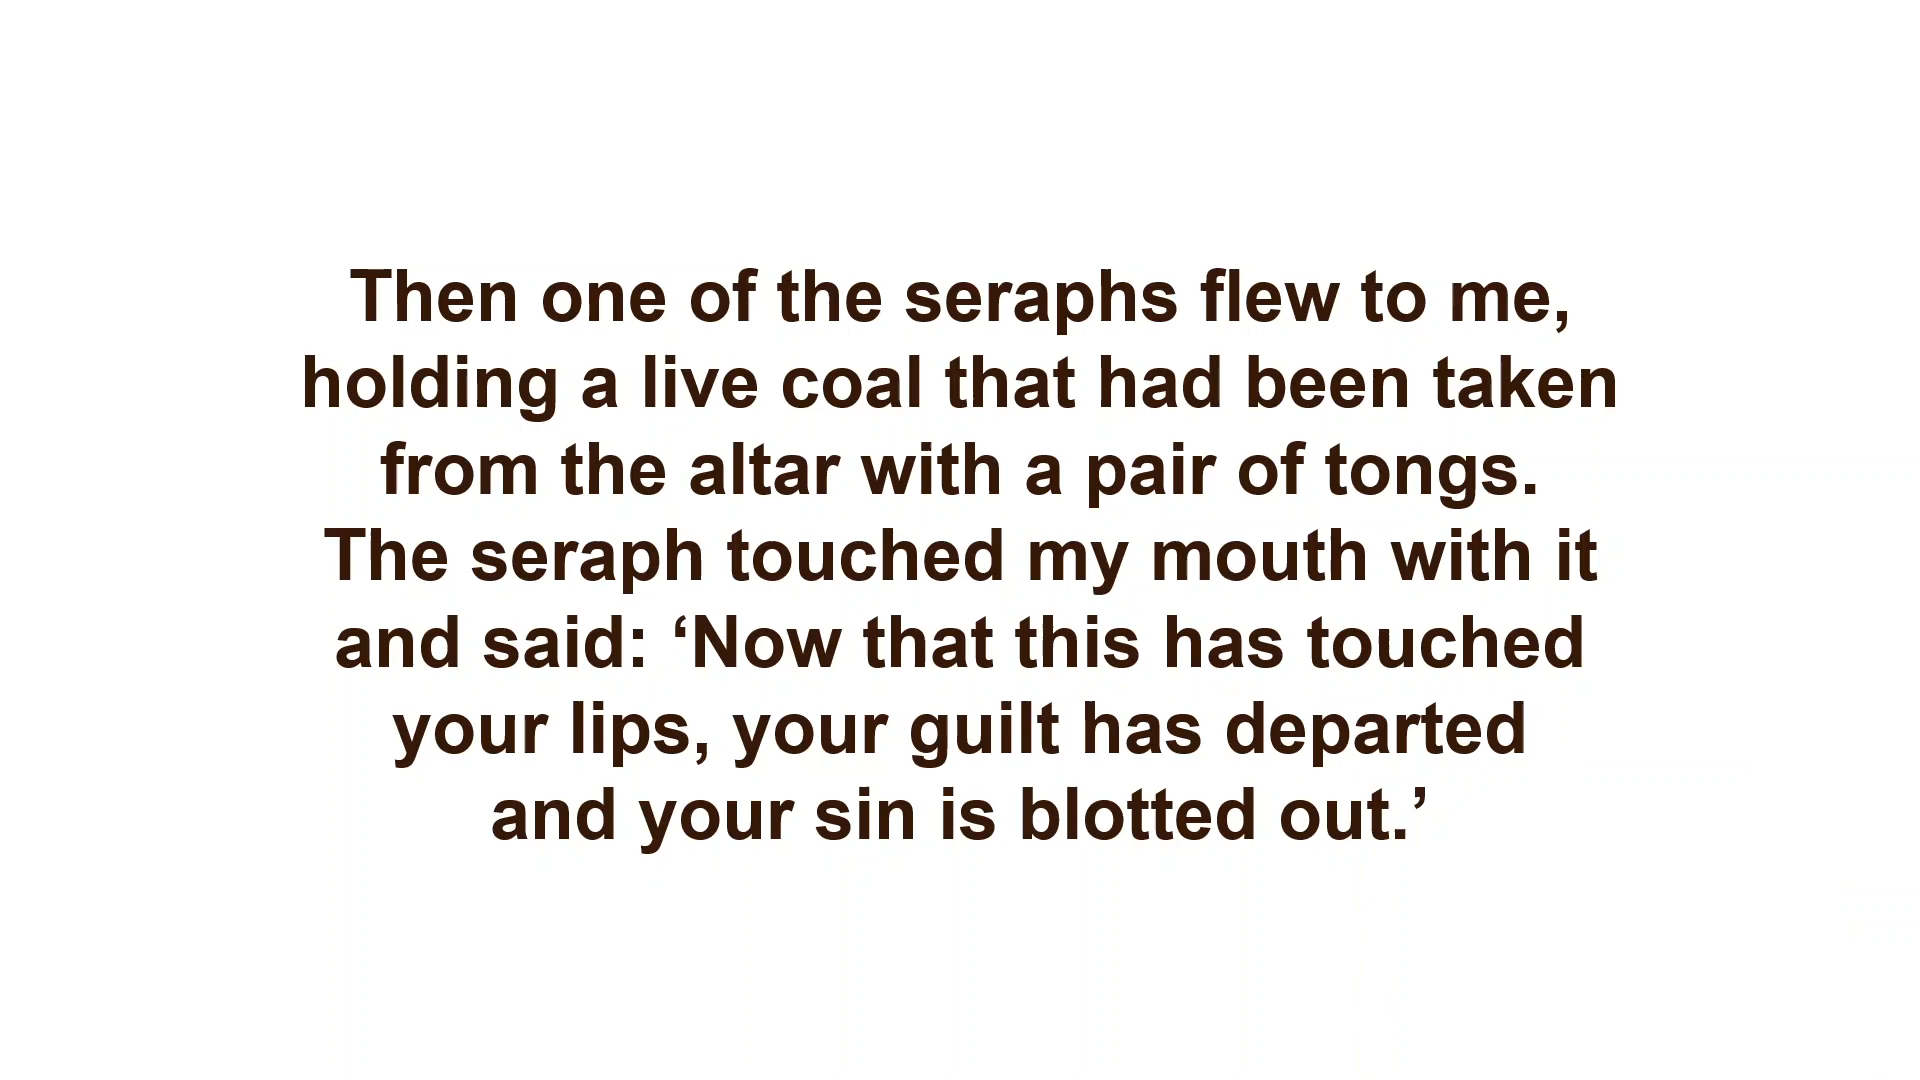 Then one of the seraphs flew to me,
holding a live coal that had been taken
from the altar with a pair of tongs.
The seraph touched my mouth with it
and said: ‘Now that this has touched
your lips, your guilt has departed
and your sin is blotted out.’